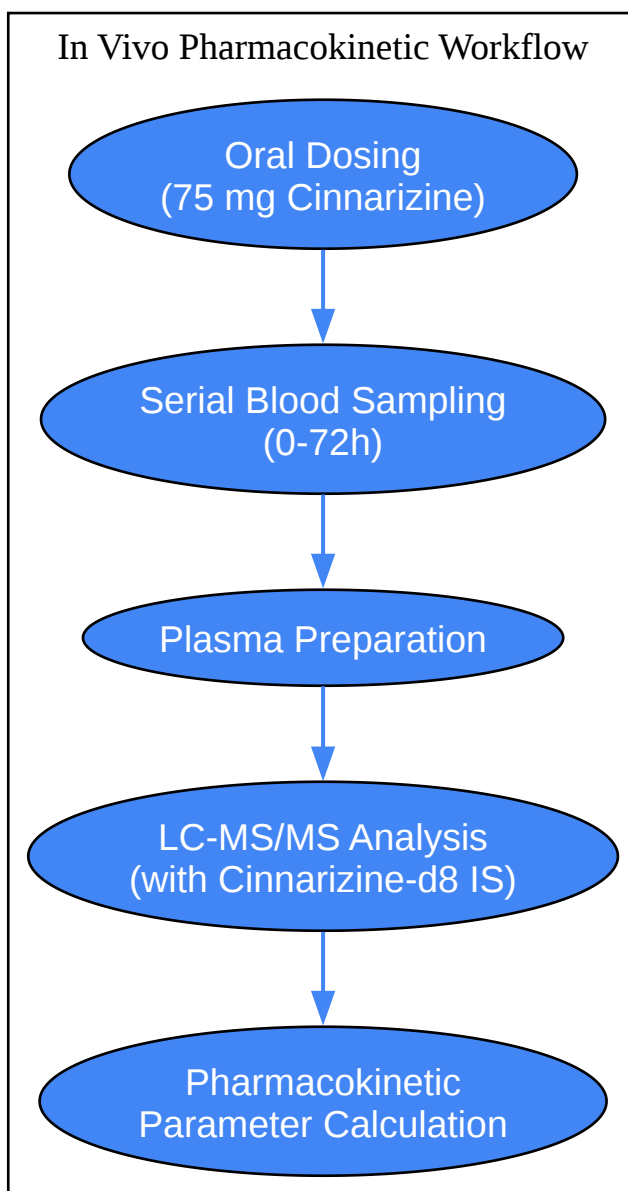 In Vivo Pharmacokinetic Workflow
Oral Dosing
(75 mg Cinnarizine)
Serial Blood Sampling
(0-72h)
Plasma Preparation
LC-MS/MS Analysis
(with Cinnarizine-d8 IS)
Pharmacokinetic
Parameter Calculation